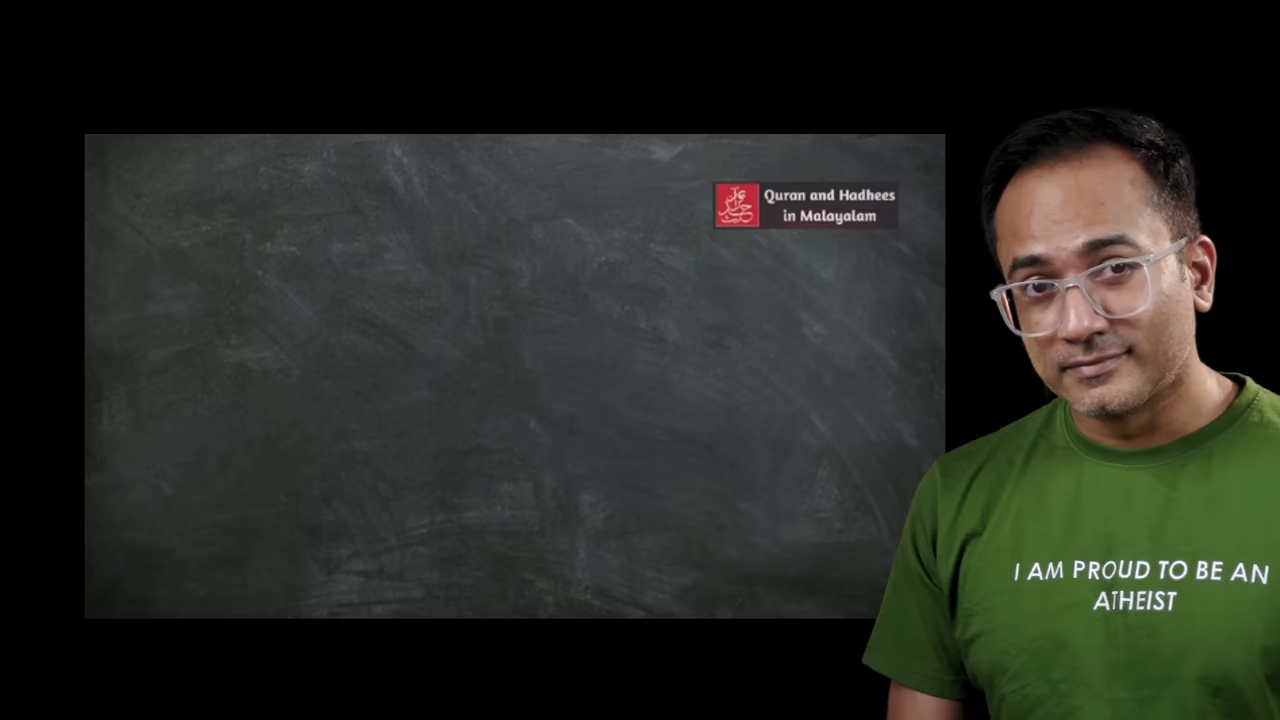 Quran and Hadhees
in Malayalam
I AM PROUD TO BE AN
ATHEIST